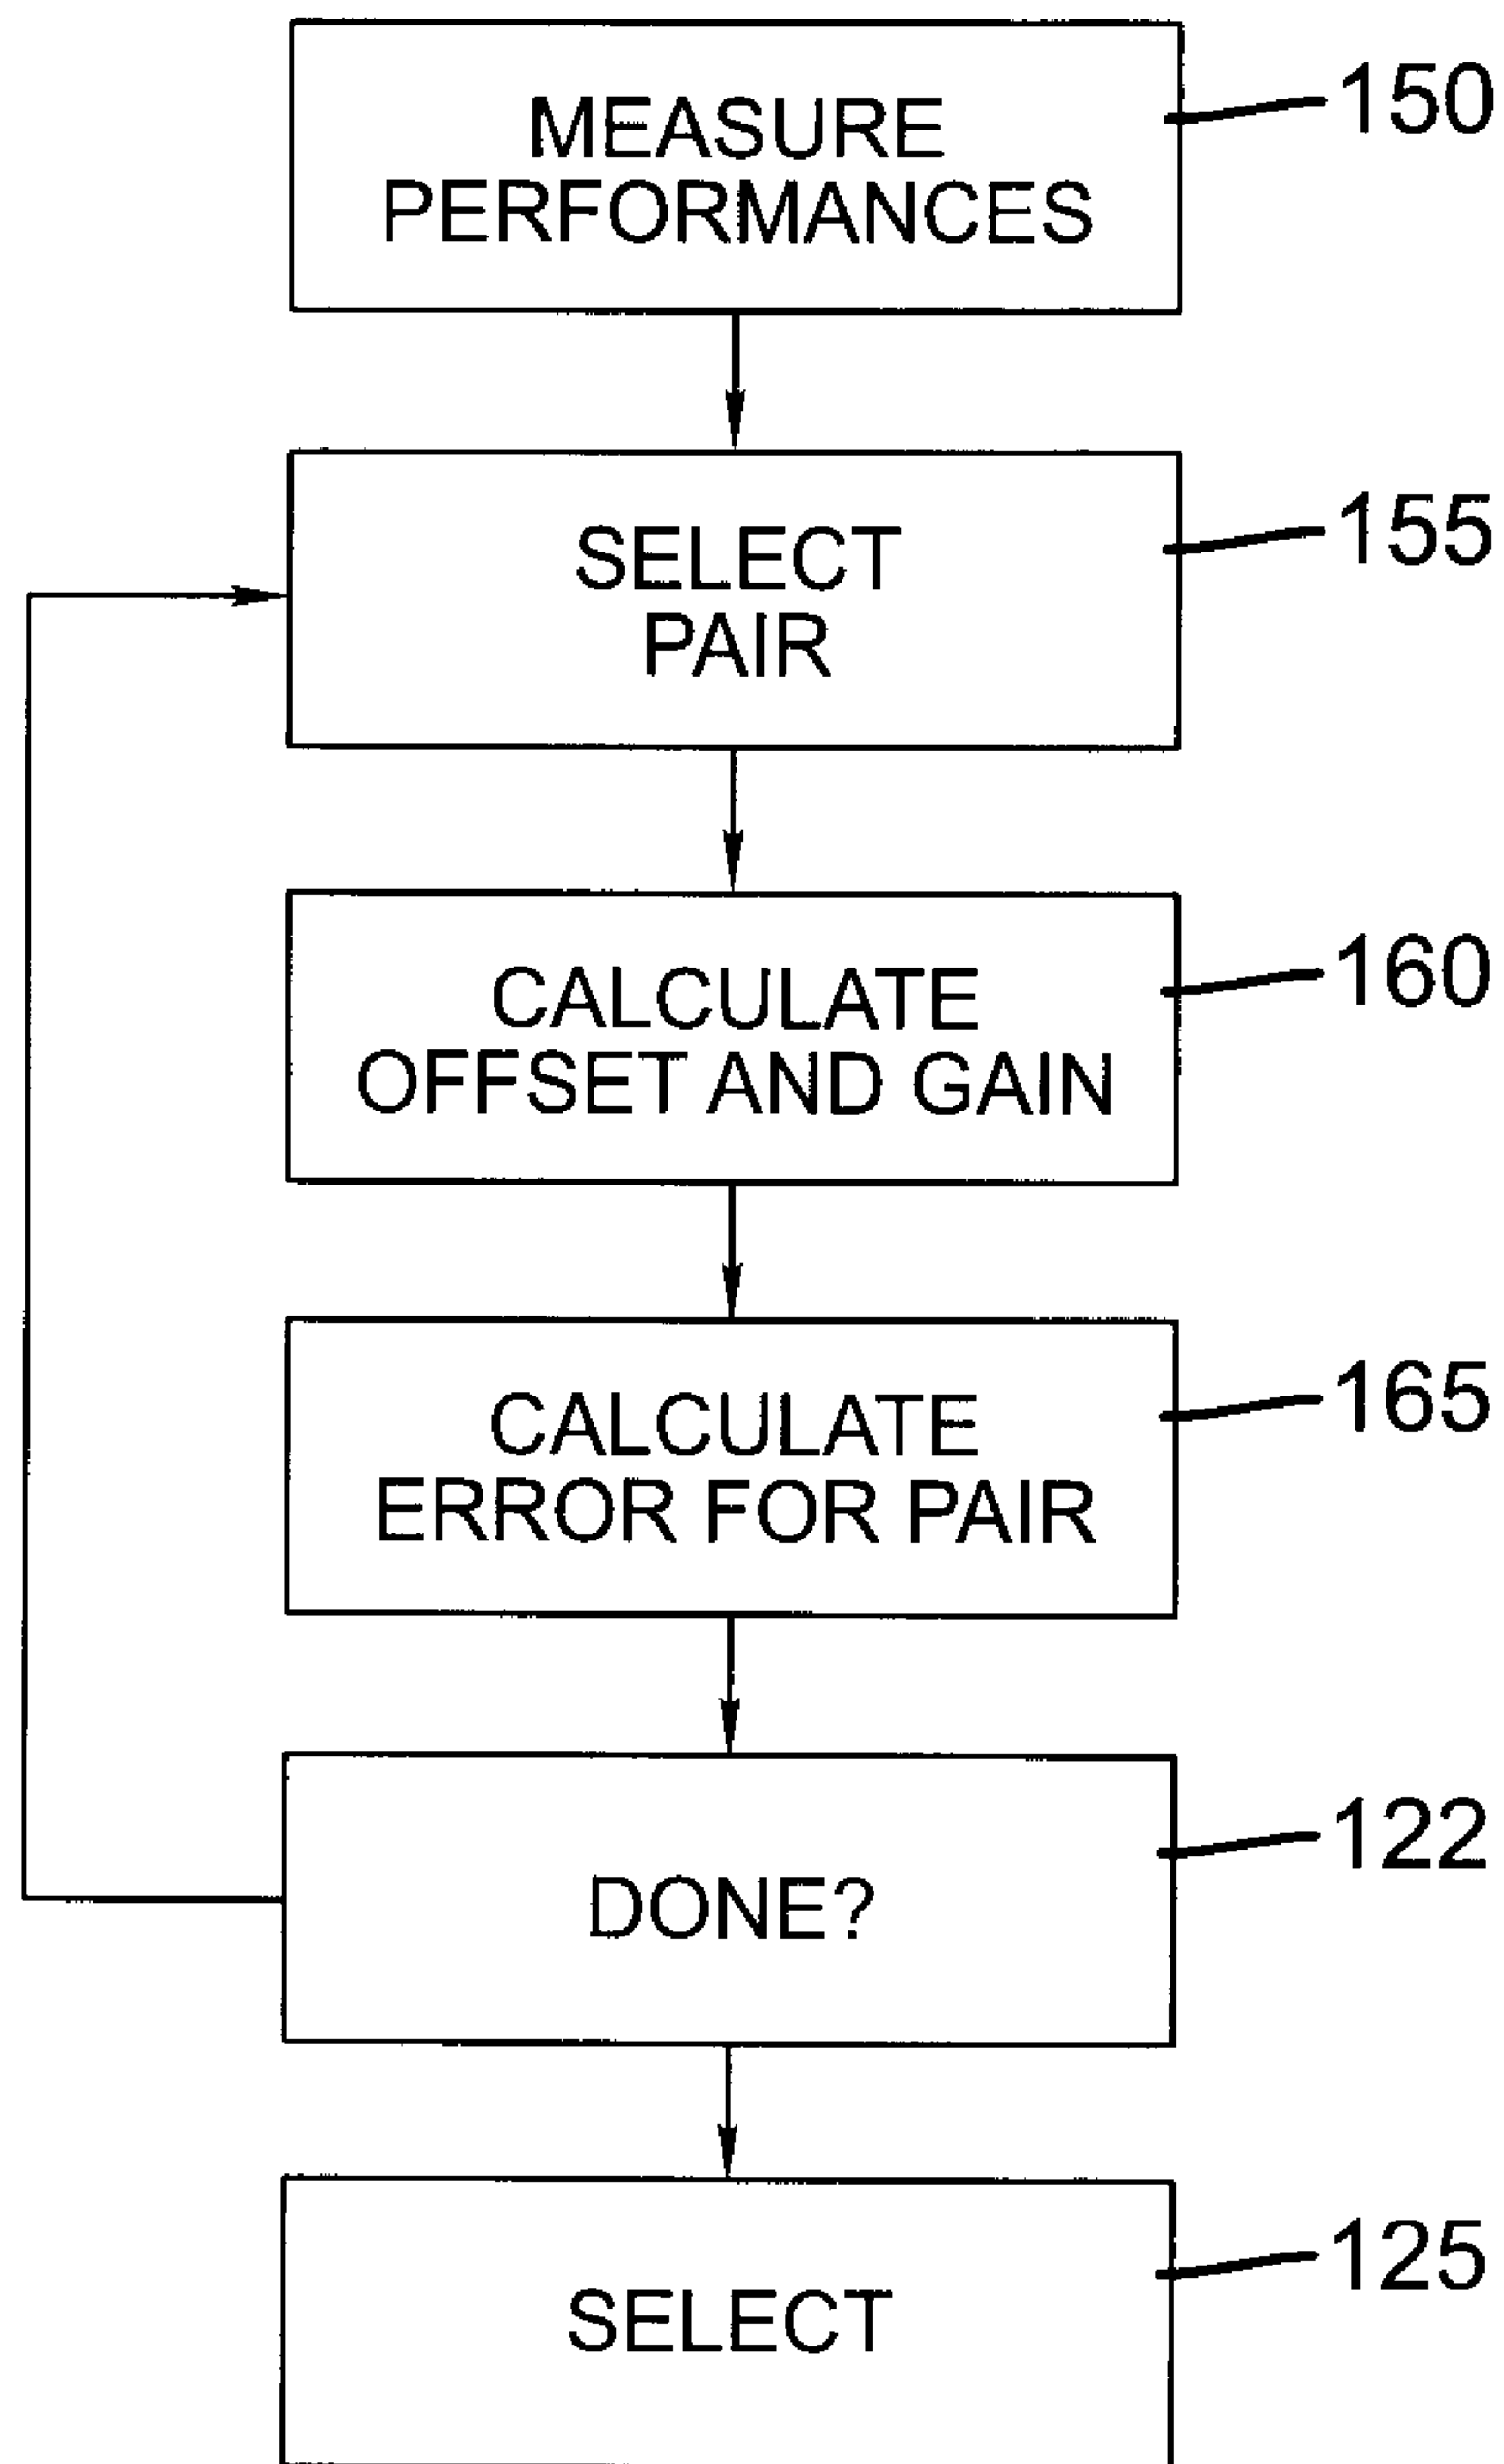 MEASURE
PERFORMANCES
150
SELECT
PAIR
155
CALCULATE
OFFSET AND GAIN
160
CALCULATE
ERROR FOR PAIR
165
DONE?
122
SELECT
125